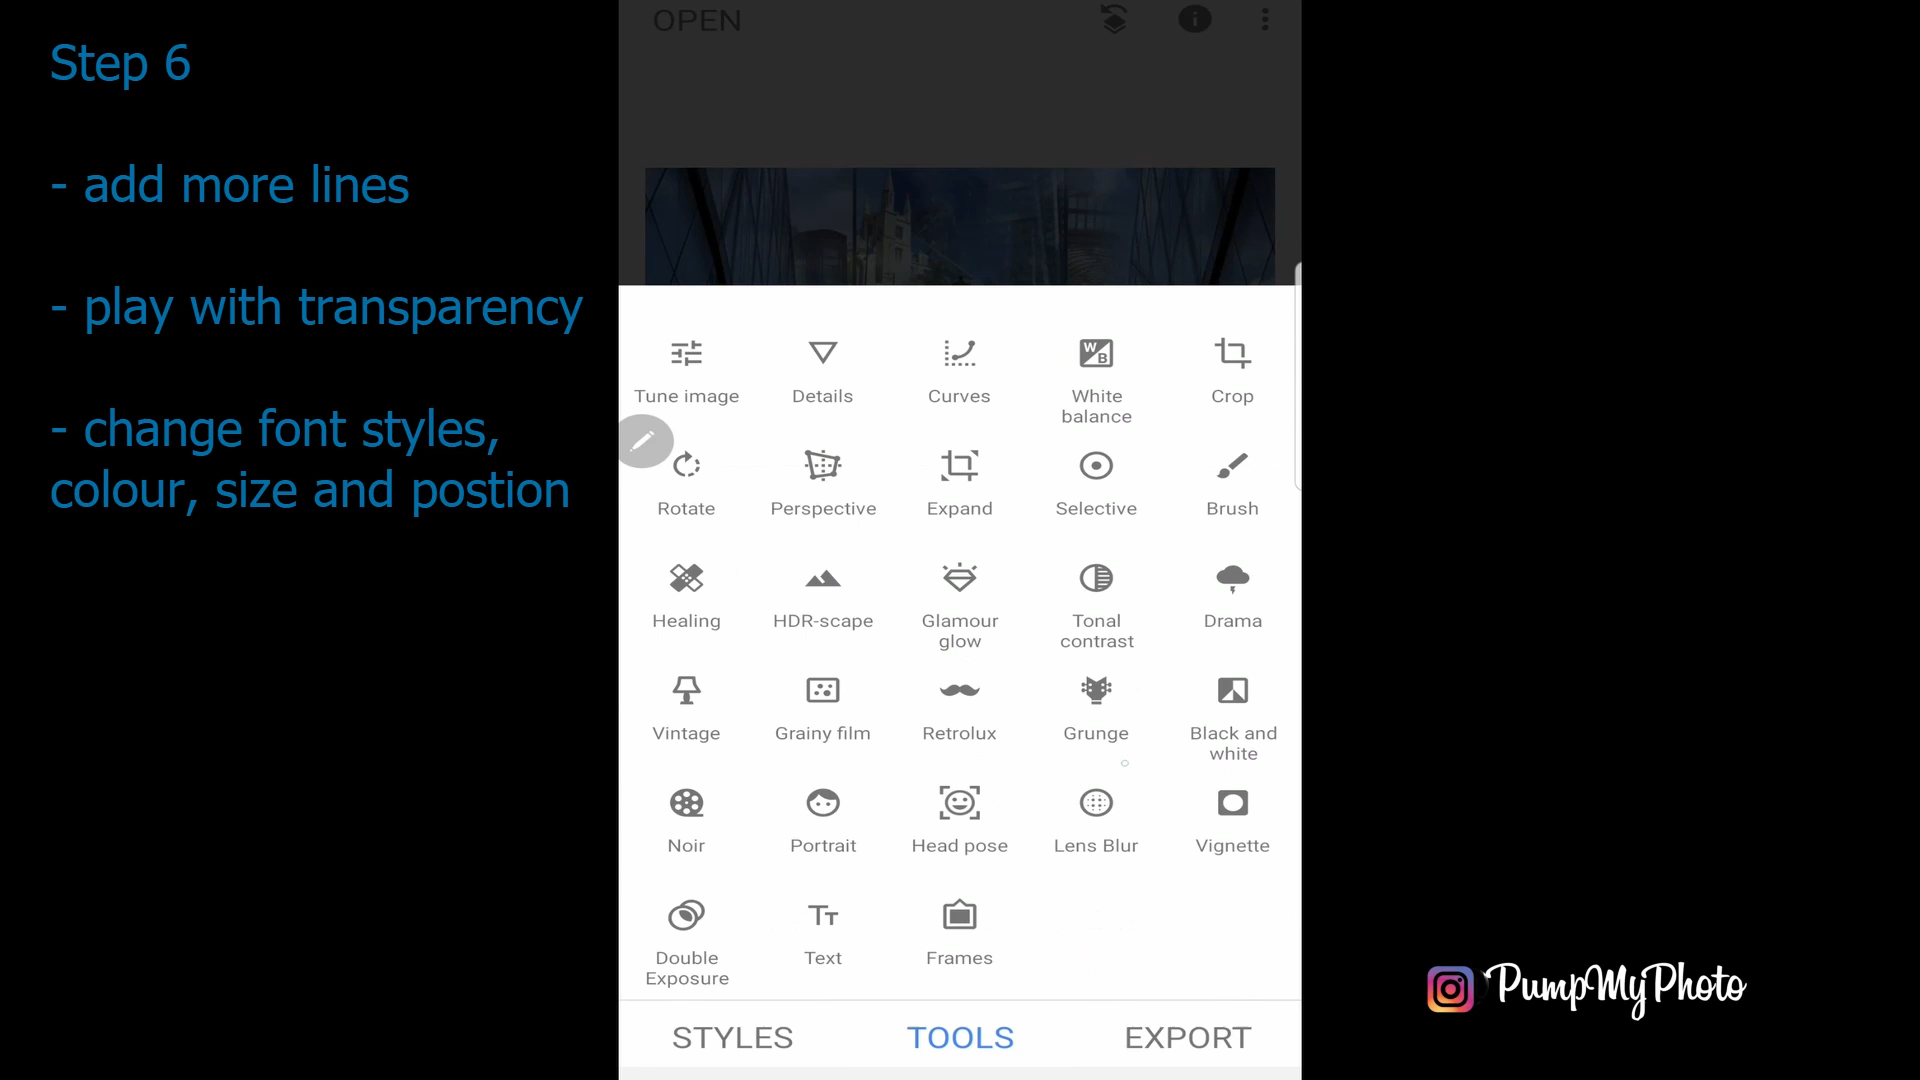 Step 6
- add more lines
- play with transparency
- change font styles,
colour, size and postion
OPEN
Tune image
Details
Curves
White
balance
Crop
Rotate
Perspective
Expand
Selective
Brush
Healing
HDR-scape
Glamour
glow
Tonal
contrast
Drama
Vintage
Grainy film
Retrolux
Grunge
Black and
white
Noir
Portrait
Head pose
Lens Blur
Vignette
Double
Exposure
Text
Frames
STYLES
TOOLS
EXPORT
PumpMyPhoto